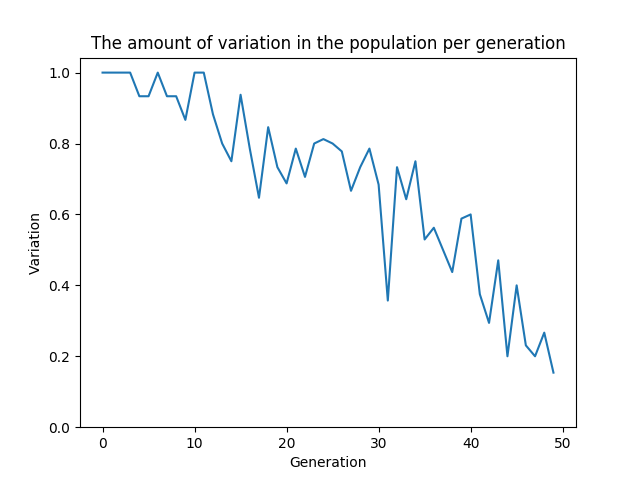 The amount of variation in the population per generation
1.0
0.8
0.6
0.4
0.2
0.0
Variation
0 10 20 30 40 50
Generation